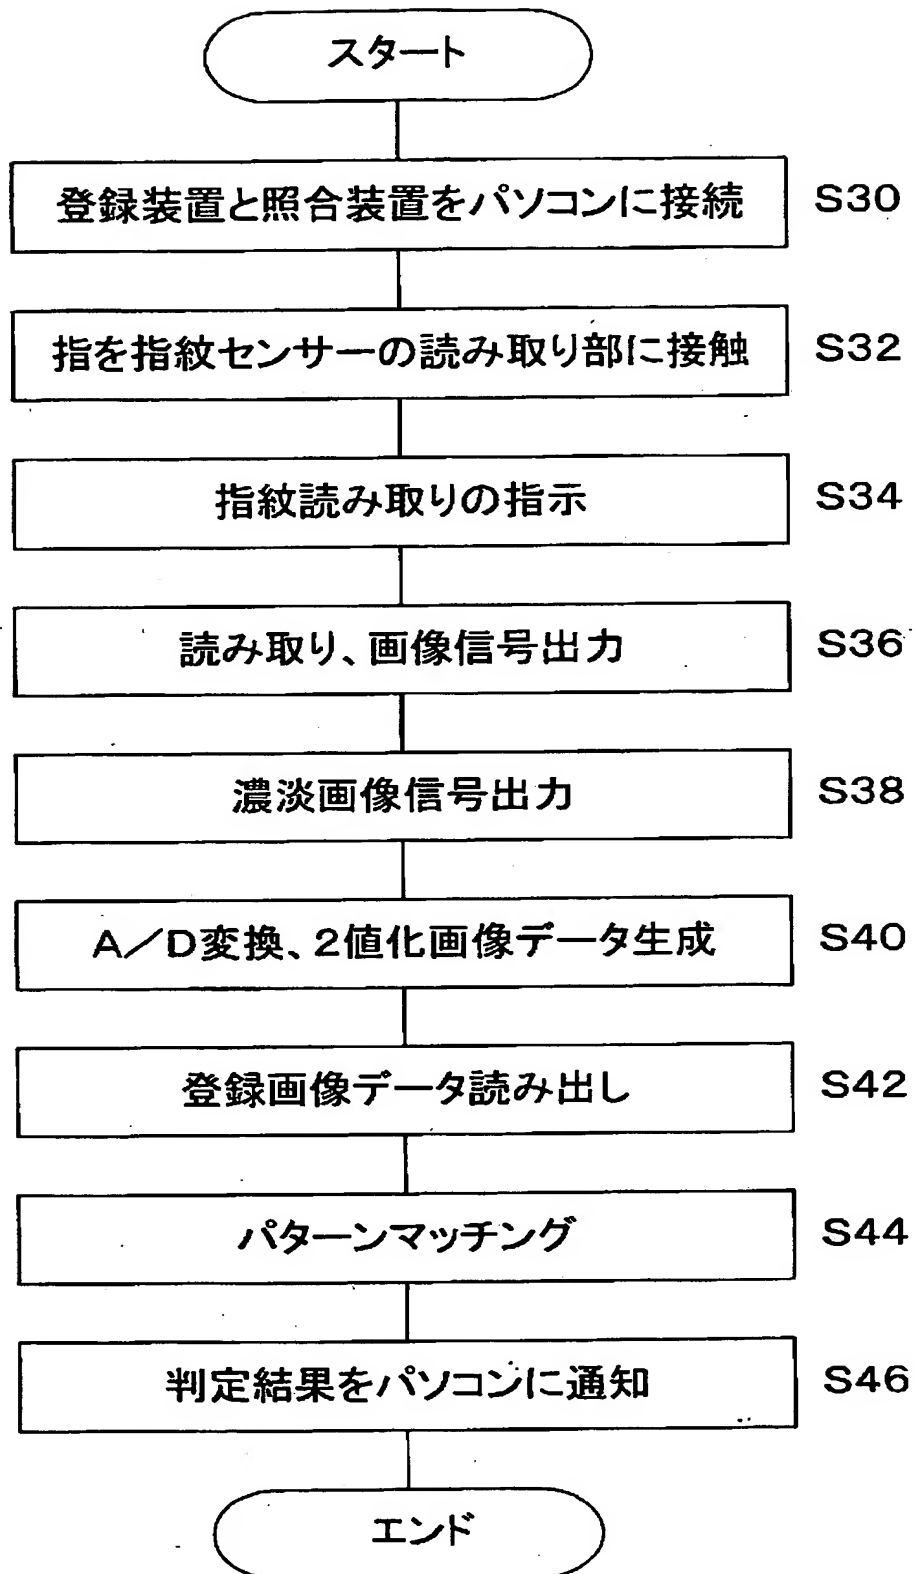 スタート
登録装置と照合装置をパソコンに接続 S30
指を指紋センサーの読み取り部に接触 S32
指紋読み取りの指示 S34
読み取り、画像信号出力 S36
濃淡画像信号出力 S38
A／D変換、2値化画像データ生成 S40
登録画像データ読み出し S42
パターンマッチング S44
判定結果をパソコンに通知 S46
エンド